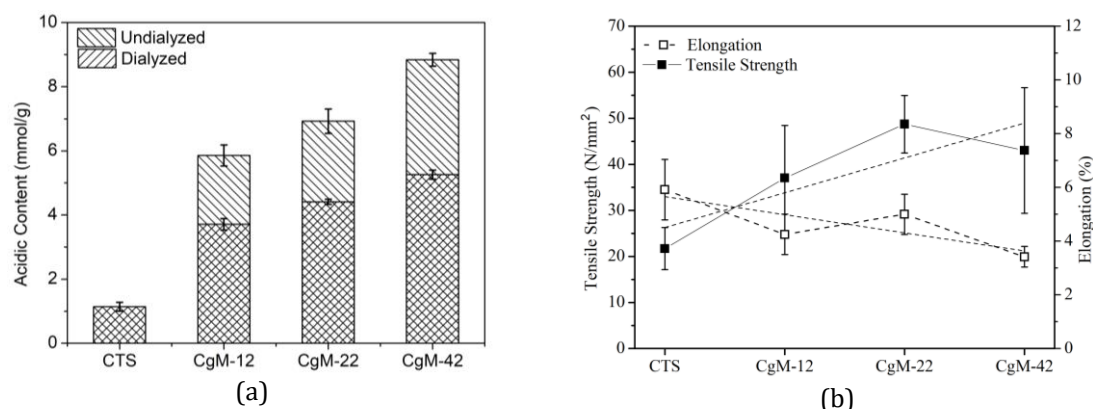 10
8
6
4
2
0
Acidic Content (mmol/g)
Undialyzed
Dialyzed
CTS CgM-12 CgM-22 CgM-42
(a)
70
60
50
40
30
20
10
0
Tensile Strength (N/mm²)
Elongation
Tensile Strength
12
10
8
6
4
2
0
Elongation (%)
CTS CgM-12 CgM-22 CgM-42
(b)